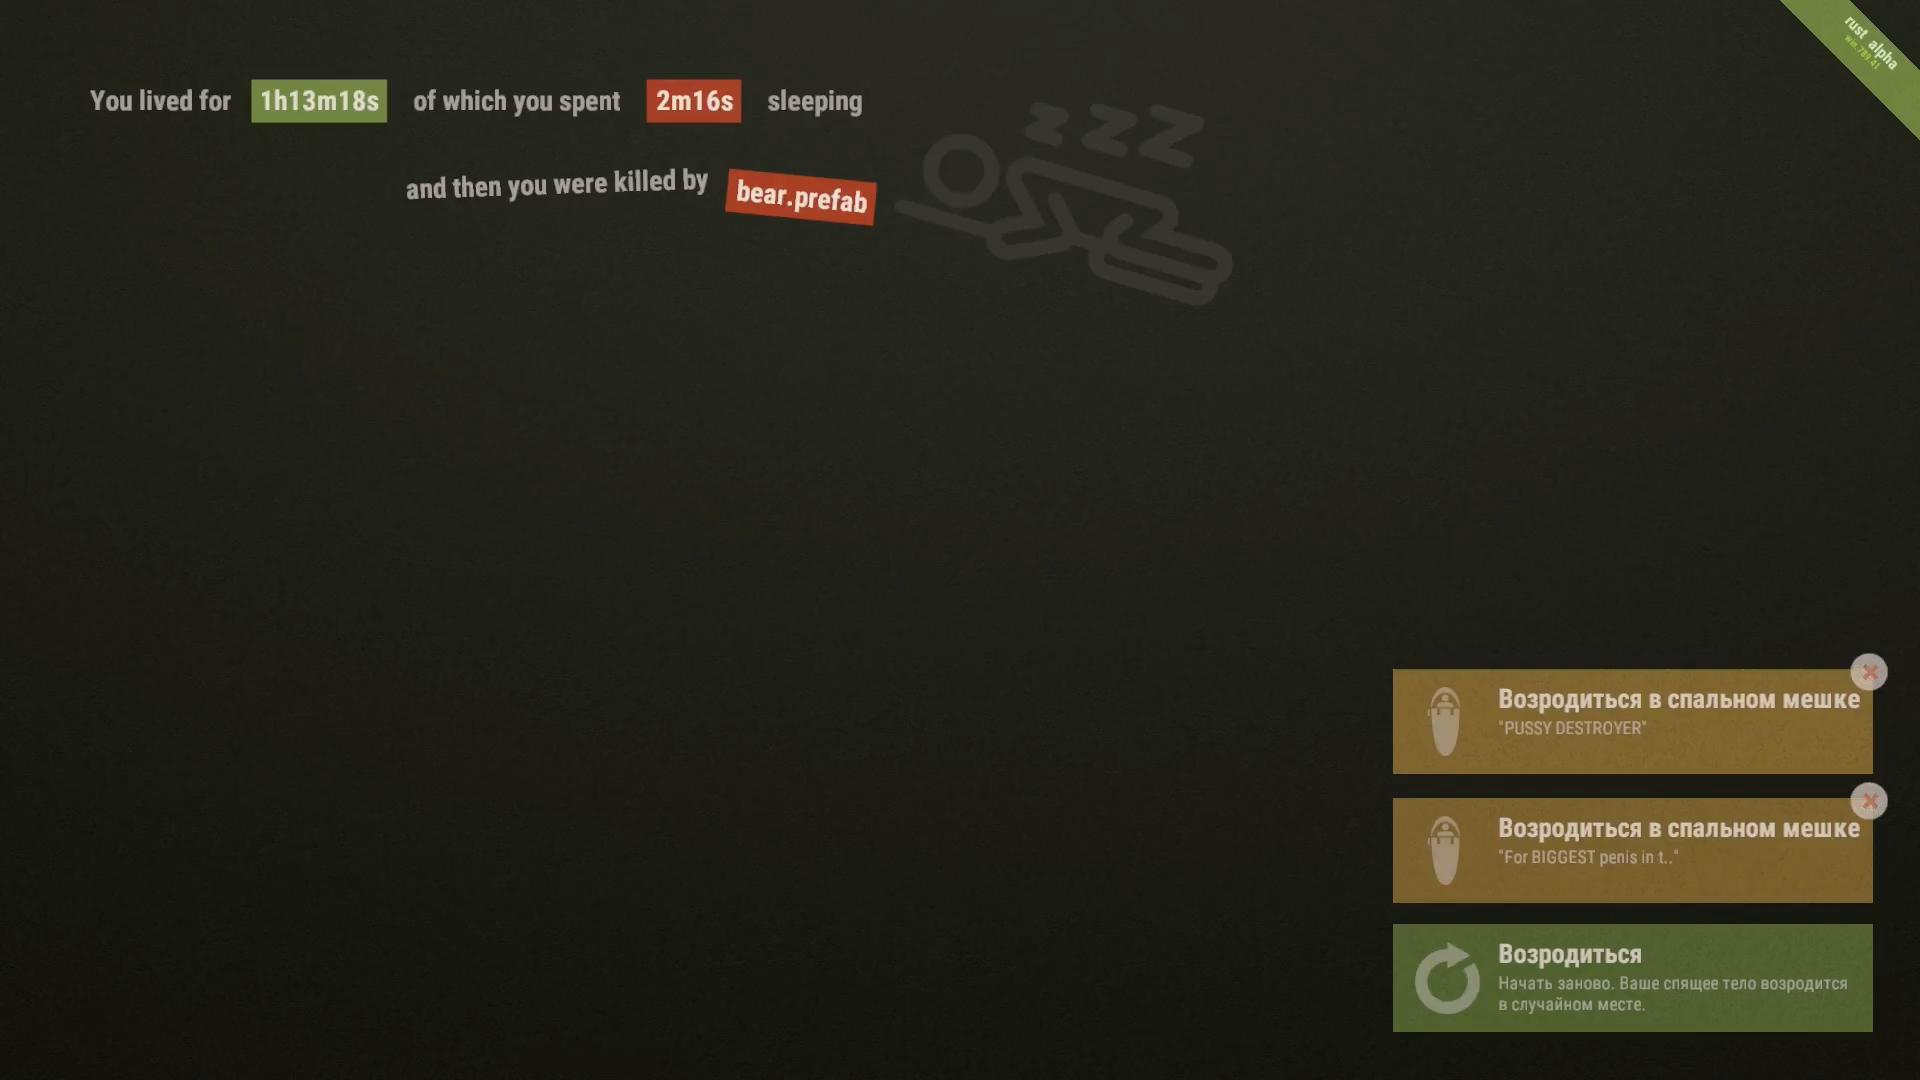 rust alpha
You lived for 1h13m18s of which you spent 2m16s sleeping
and then you were killed by bear.prefab
Возродиться в спальном мешке
"PUSSY DESTROYER"
Возродиться в спальном мешке
"For BIGGEST penis in t.."
Возродиться
Начать заново. Ваше спящее тело возродится
в случайном месте.